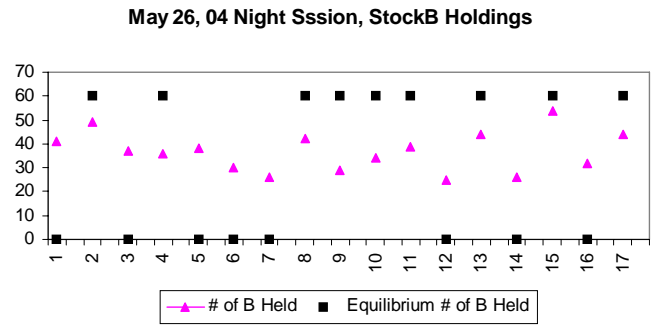 May 26, 04 Night Sssion, StockB Holdings
70
60
50
40
30
20
10
0
1 2 3 4 5 6 7 8 9 10 11 12 13 14 15 16 17
# of B Held Equilibrium # of B Held